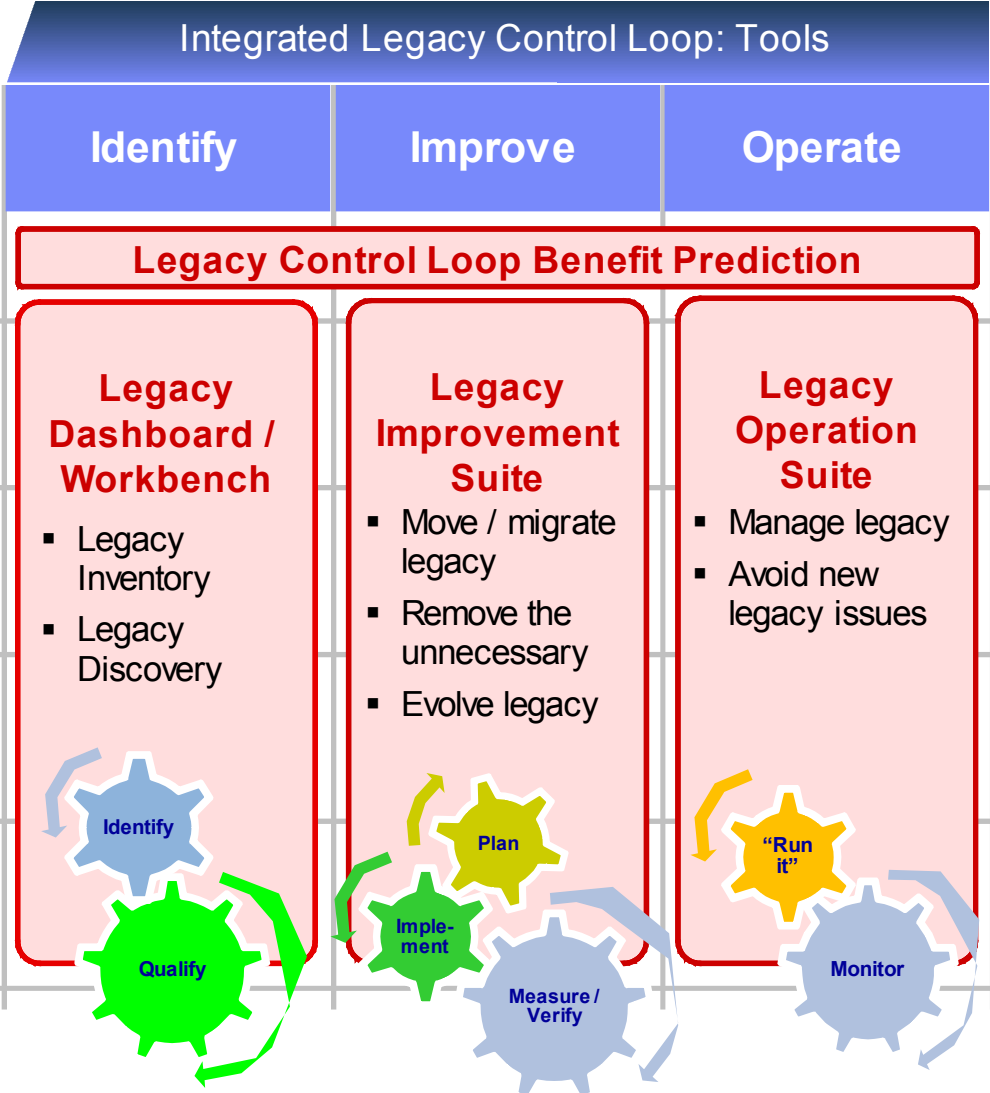 Integrated Legacy Control Loop: Tools
Identify
Improve
Operate
Legacy Control Loop Benefit Prediction
Legacy
Dashboard /
Workbench
▪ Legacy
Inventory
▪ Legacy
Discovery
Identify
Qualify
Legacy
Improvement
Suite
▪ Move / migrate
legacy
▪ Remove the
unnecessary
▪ Evolve legacy
Plan
Imple-
ment
Measure /
Verify
Legacy
Operation
Suite
▪ Manage legacy
▪ Avoid new
legacy issues
“Run
it”
Monitor